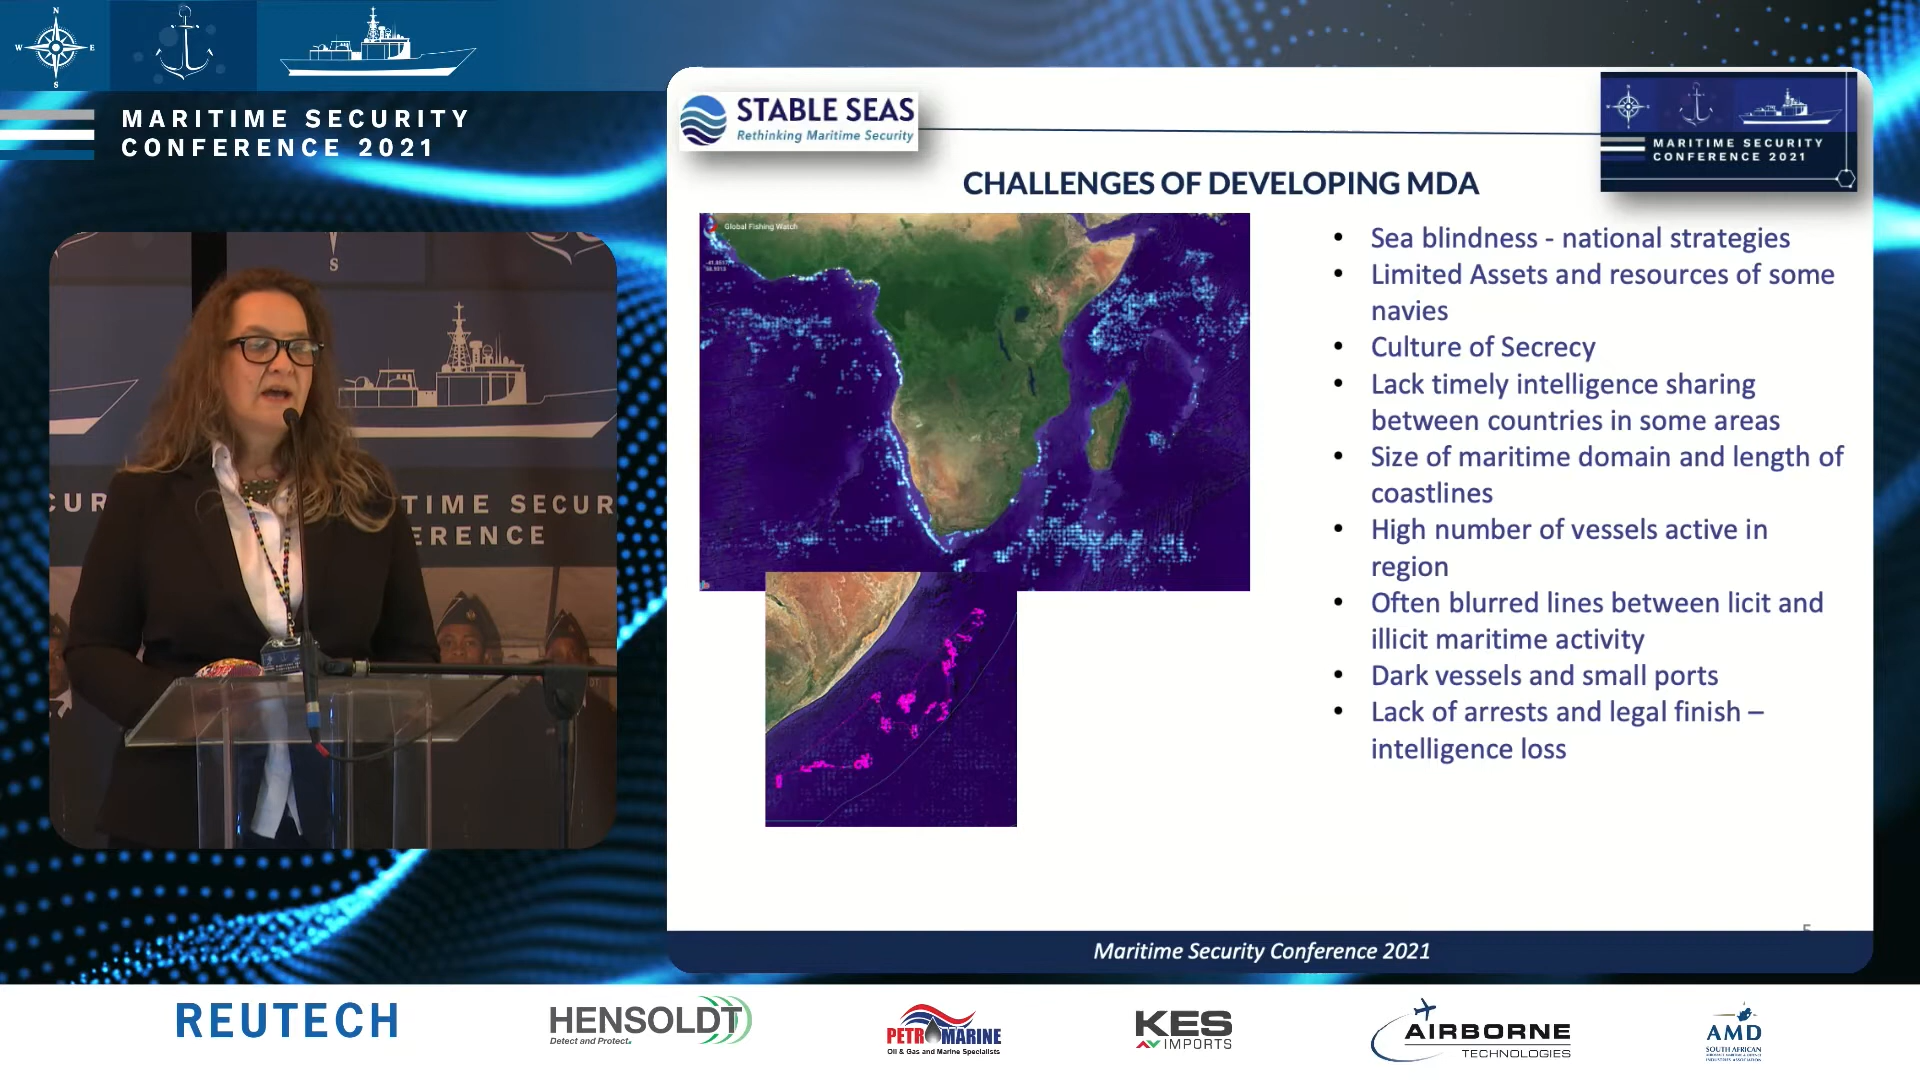 N
W
E
S
MARITIME SECURITY
CONFERENCE 2021
S
CUR
TIME SECUR
ERENCE
STABLE SEAS
Rethinking Maritime Security
MARITIME SECURITY
CONFERENCE 2021
CHALLENGES OF DEVELOPING MDA
Global Fishing Watch
• Sea blindness - national strategies
• Limited Assets and resources of some
navies
• Culture of Secrecy
• Lack timely intelligence sharing
between countries in some areas
• Size of maritime domain and length of
coastlines
• High number of vessels active in
region
• Often blurred lines between licit and
illicit maritime activity
• Dark vessels and small ports
• Lack of arrests and legal finish –
intelligence loss
Maritime Security Conference 2021
REUTECH
HENSOLDT
Detect and Protect.
PETROMARINE
Oil & Gas and Marine Specialists
KES
IMPORTS
AIRBORNE
TECHNOLOGIES
AMD
SOUTH AFRICAN